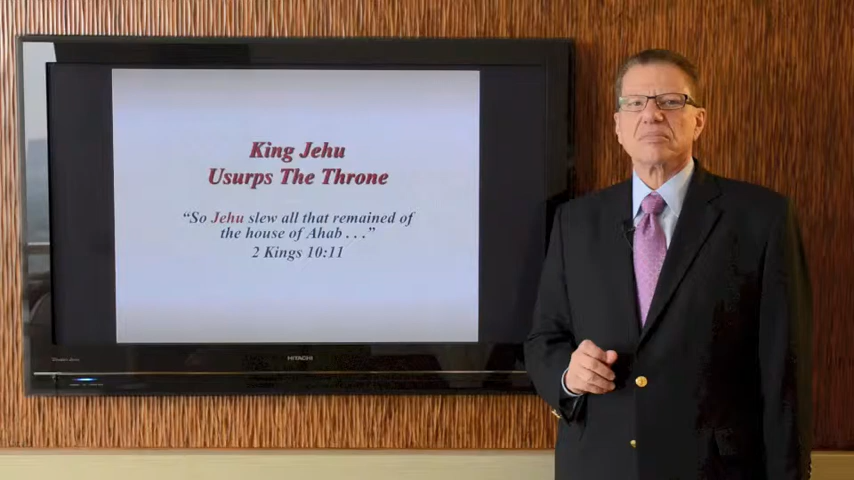 King Jehu
Usurps The Throne
“So Jehu slew all that remained of
the house of Ahab . . .”
2 Kings 10:11
HITACHI